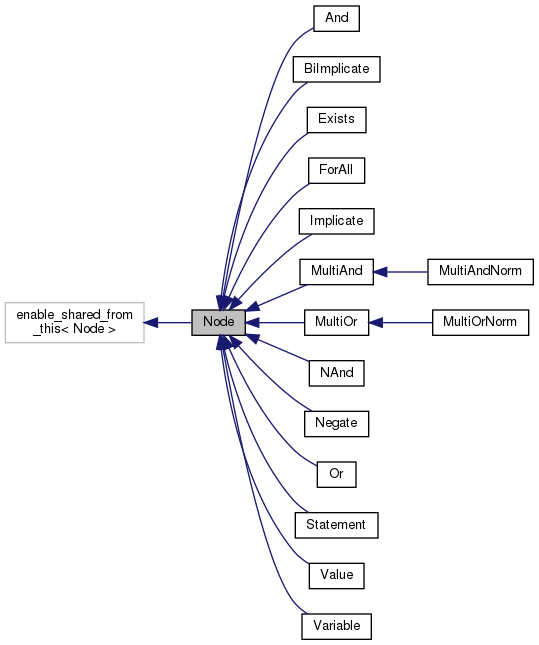 And
BiImplicate
Exists
ForAll
Implicate
MultiAnd
MultiAndNorm
enable_shared_from
_this< Node >
Node
MultiOr
MultiOrNorm
NAnd
Negate
Or
Statement
Value
Variable